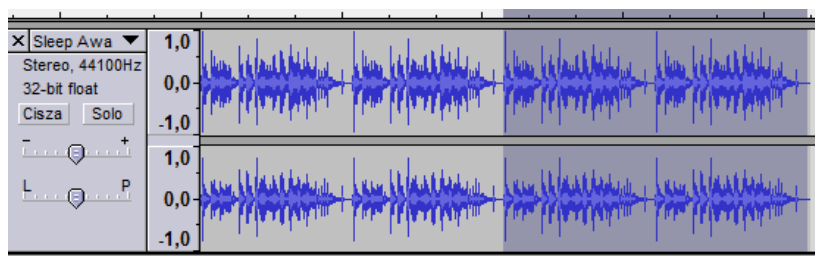 X Sleep Awa ▼
Stereo, 44100Hz
32-bit float
Cisza Solo
- +
L P
1,0
0,0-
-1,0
1,0
0,0-
-1,0